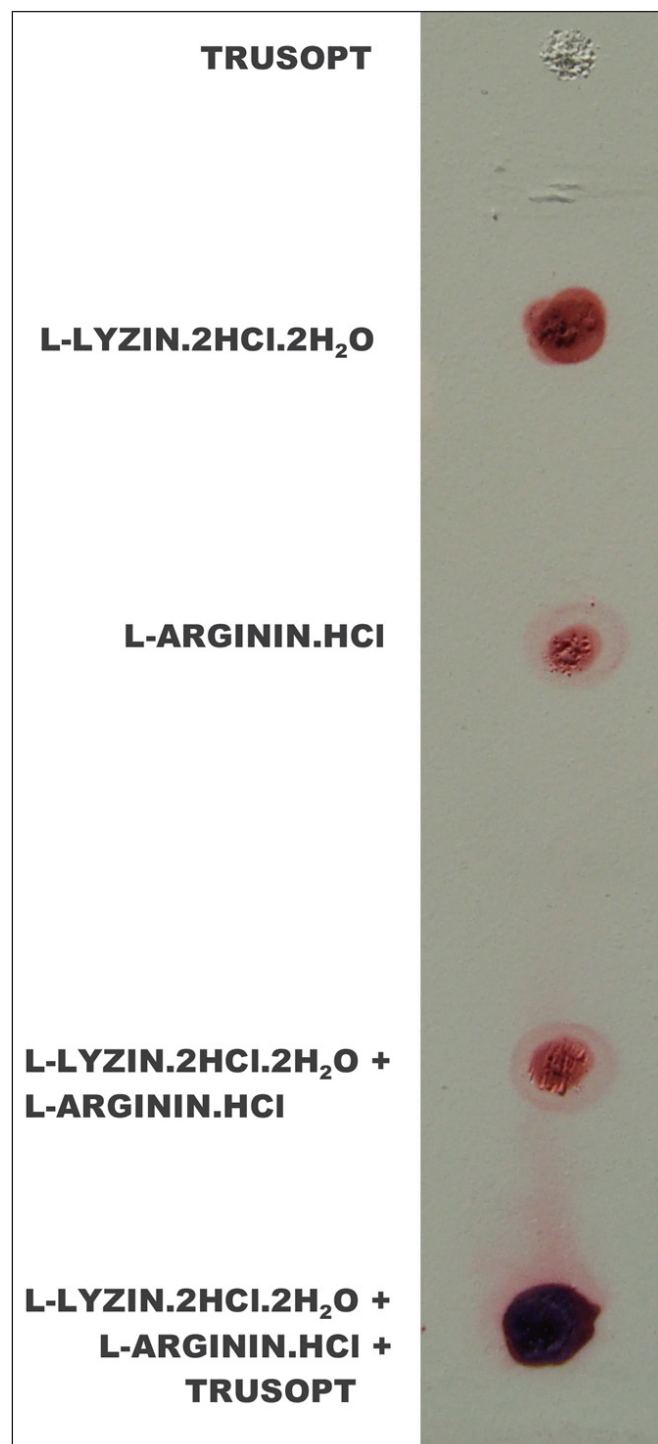 TRUSOPT
L-LYZIN.2HCl.2H₂O
L-ARGININ.HCl
L-LYZIN.2HCl.2H₂O +
L-ARGININ.HCl
L-LYZIN.2HCl.2H₂O +
L-ARGININ.HCl +
TRUSOPT